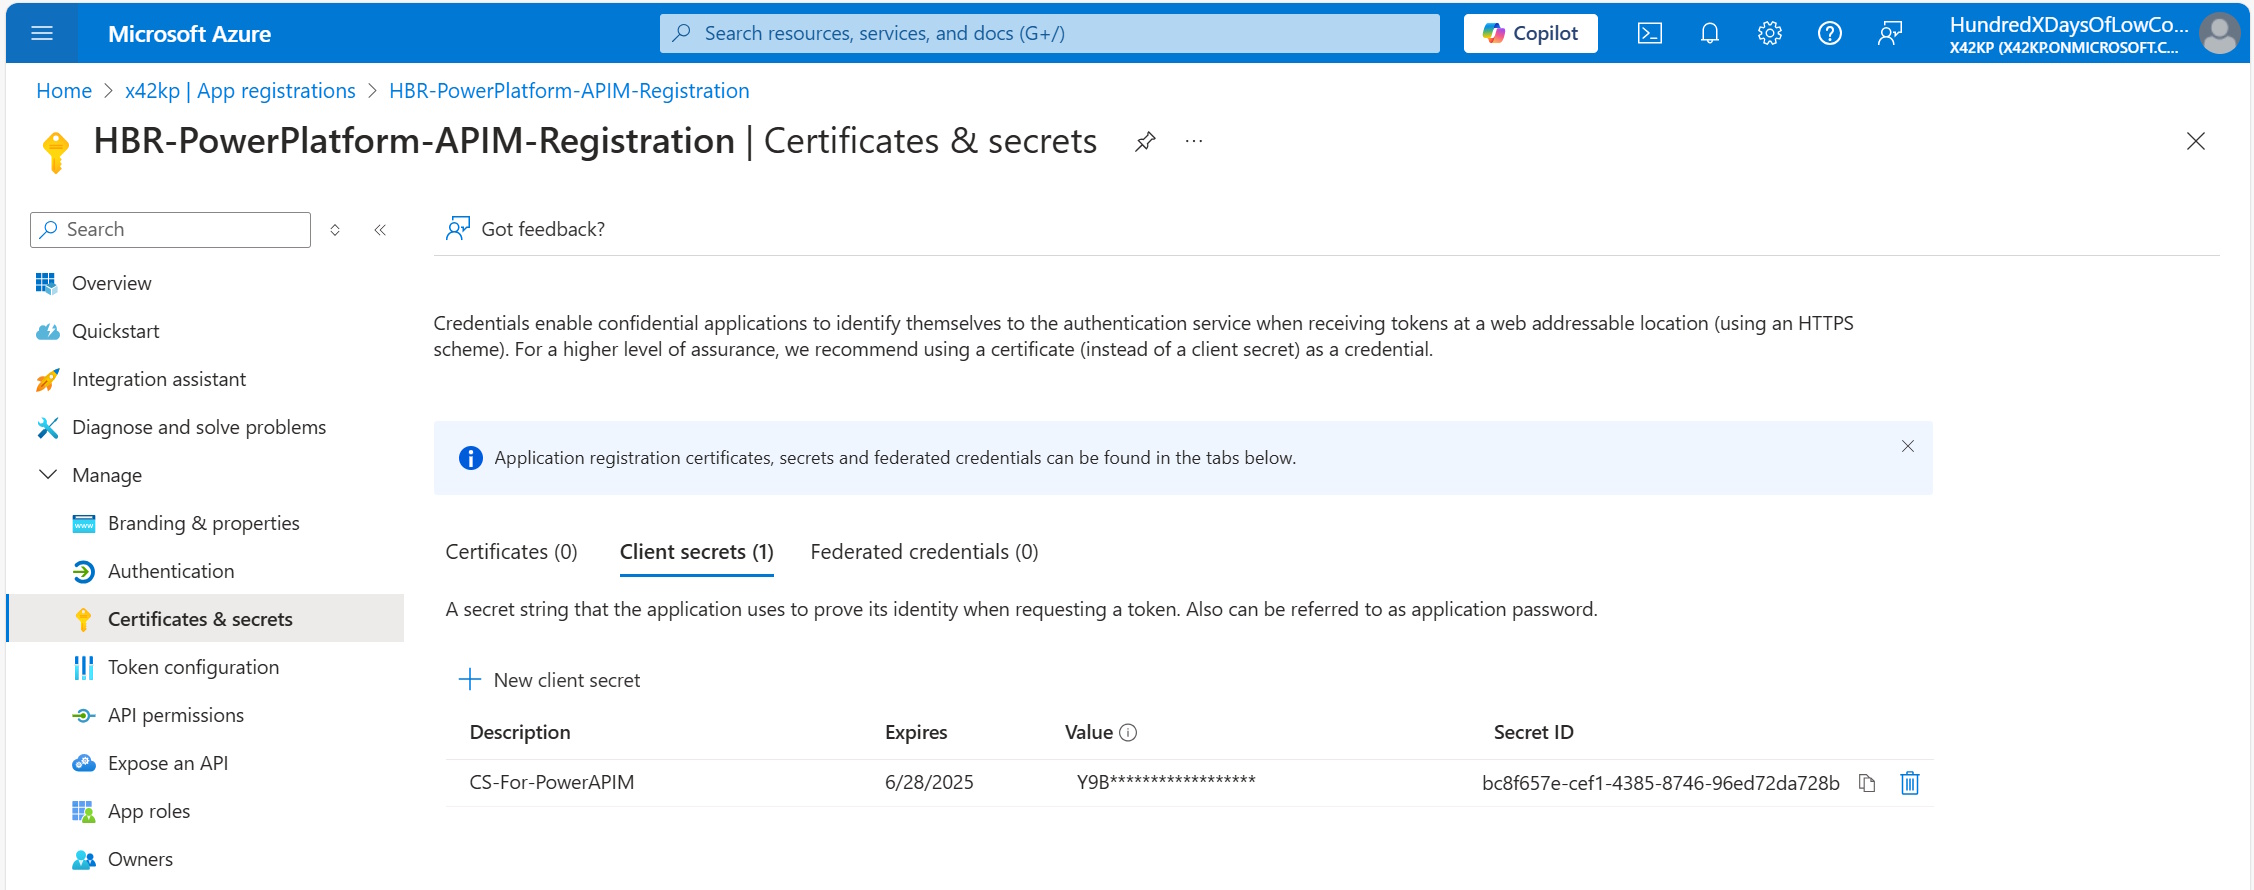 Microsoft Azure
Search resources, services, and docs (G+/)
Copilot
HundredXDaysOfLowCo...
X42KP (X42KP.ONMICROSOFT.C...
Home > x42kp | App registrations > HBR-PowerPlatform-APIM-Registration
HBR-PowerPlatform-APIM-Registration | Certificates & secrets
Search
Got feedback?
Overview
Quickstart
Integration assistant
Diagnose and solve problems
Manage
Branding & properties
Authentication
Certificates & secrets
Token configuration
API permissions
Expose an API
App roles
Owners
Credentials enable confidential applications to identify themselves to the authentication service when receiving tokens at a web addressable location (using an HTTPS
scheme). For a higher level of assurance, we recommend using a certificate (instead of a client secret) as a credential.
Application registration certificates, secrets and federated credentials can be found in the tabs below.
Certificates (0) Client secrets (1) Federated credentials (0)
A secret string that the application uses to prove its identity when requesting a token. Also can be referred to as application password.
New client secret
Description Expires Value Secret ID
CS-For-PowerAPIM 6/28/2025 Y9B****************** bc8f657e-cef1-4385-8746-96ed72da728b